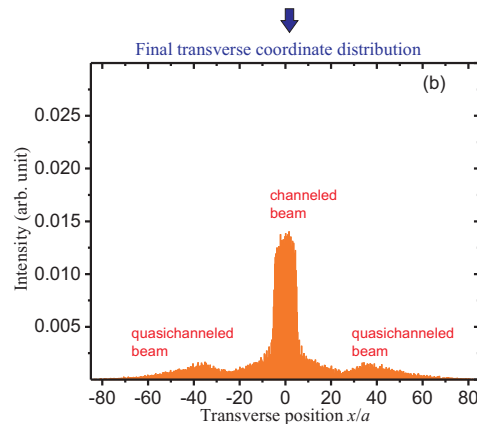 Final transverse coordinate distribution
(b)
0.025
0.020
0.015
0.010
0.005
Intensity (arb. unit)
channeled
beam
quasichanneled
beam
quasichanneled
beam
-80 -60 -40 -20 0 20 40 60 80
Transverse position x/a